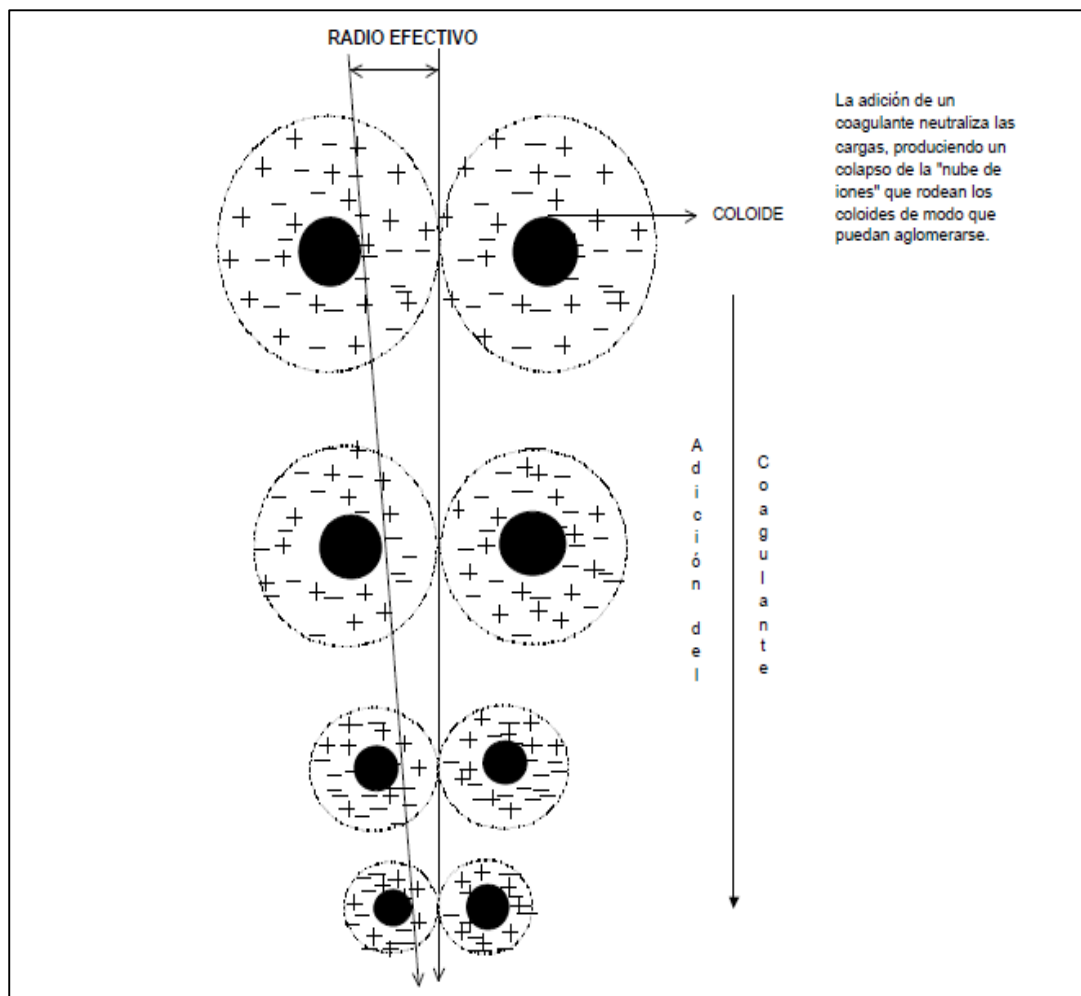 RADIO EFECTIVO
La adición de un
coagulante neutraliza las
cargas, produciendo un
colapso de la "nube de
iones" que rodean los
coloides de modo que
puedan aglomerarse.
COLOIDE
Adición del
Coagulante